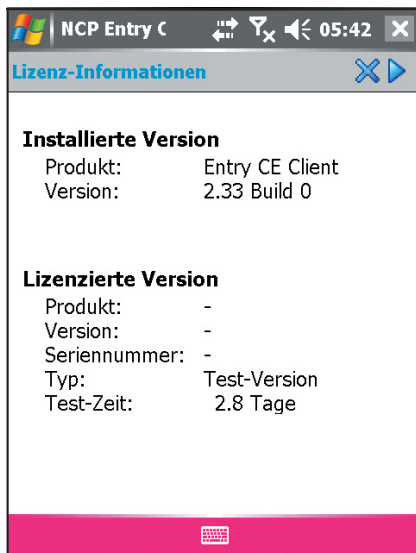 NCP Entry C 05:42
Lizenz-Informationen
Installierte Version
Produkt: Entry CE Client
Version: 2.33 Build 0
Lizenzierte Version
Produkt: -
Version: -
Seriennummer: -
Typ: Test-Version
Test-Zeit: 2.8 Tage